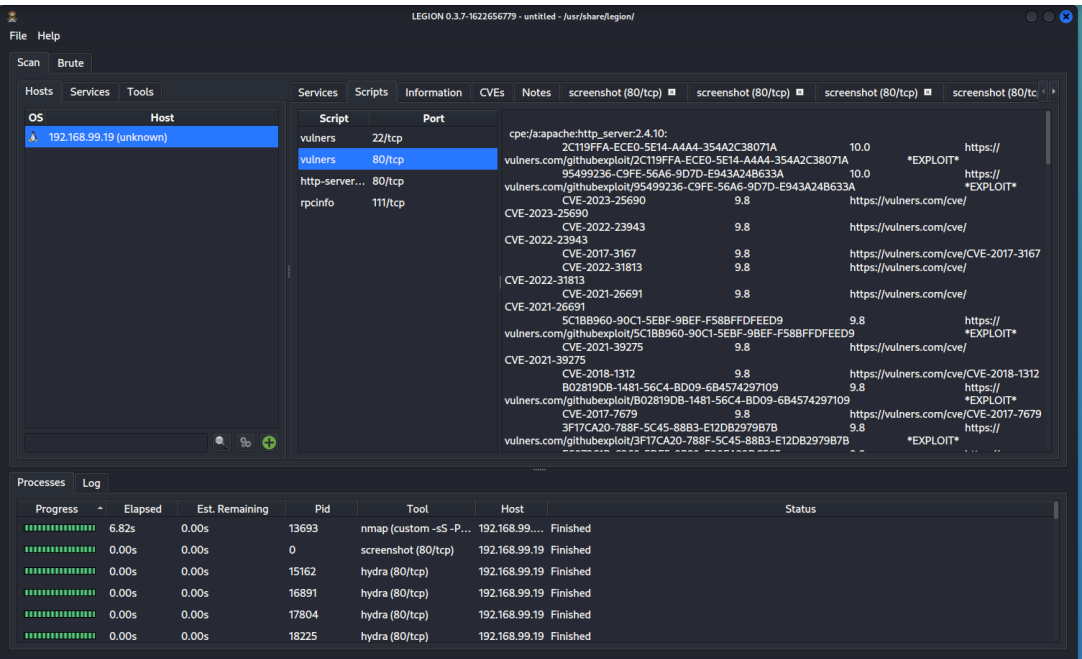 LEGION 0.3.7-1622656779 - untitled - /usr/share/legion/
File Help
Scan Brute
Hosts Services Tools
OS Host
192.168.99.19 (unknown)
Services Scripts Information CVEs Notes screenshot (80/tcp) screenshot (80/tcp) screenshot (80/tcp) screenshot (80/tc
Script Port
vulners 22/tcp
vulners 80/tcp
http-server... 80/tcp
rpcinfo 111/tcp
cpe:/a:apache:http_server:2.4.10:
2C119FFA-ECE0-5E14-A4A4-354A2C38071A 10.0 https://
vulners.com/githubexploit/2C119FFA-ECE0-5E14-A4A4-354A2C38071A *EXPLOIT*
95499236-C9FE-56A6-9D7D-E943A24B633A 10.0 https://
vulners.com/githubexploit/95499236-C9FE-56A6-9D7D-E943A24B633A *EXPLOIT*
CVE-2023-25690 9.8 https://vulners.com/cve/
CVE-2023-25690
CVE-2022-23943 9.8 https://vulners.com/cve/
CVE-2022-23943
CVE-2017-3167 9.8 https://vulners.com/cve/CVE-2017-3167
CVE-2022-31813 9.8 https://vulners.com/cve/
CVE-2022-31813
CVE-2021-26691 9.8 https://vulners.com/cve/
CVE-2021-26691
5C1BB960-90C1-5EBF-9BEF-F58BFFDFEED9 9.8 https://
vulners.com/githubexploit/5C1BB960-90C1-5EBF-9BEF-F58BFFDFEED9 *EXPLOIT*
CVE-2021-39275 9.8 https://vulners.com/cve/
CVE-2021-39275
CVE-2018-1312 9.8 https://vulners.com/cve/CVE-2018-1312
B02819DB-1481-56C4-BD09-6B4574297109 9.8 https://
vulners.com/githubexploit/B02819DB-1481-56C4-BD09-6B4574297109 *EXPLOIT*
CVE-2017-7679 9.8 https://vulners.com/cve/CVE-2017-7679
3F17CA20-788F-5C45-88B3-E12DB2979B7B 9.8 https://
vulners.com/githubexploit/3F17CA20-788F-5C45-88B3-E12DB2979B7B *EXPLOIT*
Processes Log
Progress Elapsed Est. Remaining Pid Tool Host Status
6.82s 0.00s 13693 nmap (custom -sS -P... 192.168.99.... Finished
0.00s 0.00s 0 screenshot (80/tcp) 192.168.99.19 Finished
0.00s 0.00s 15162 hydra (80/tcp) 192.168.99.19 Finished
0.00s 0.00s 16891 hydra (80/tcp) 192.168.99.19 Finished
0.00s 0.00s 17804 hydra (80/tcp) 192.168.99.19 Finished
0.00s 0.00s 18225 hydra (80/tcp) 192.168.99.19 Finished